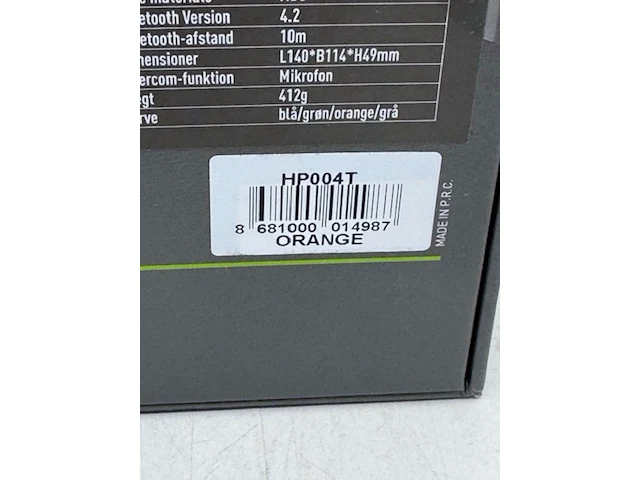 etooth Version 4.2
etooth-afstand 10m
ensioner L140*B114*H49mm
ercom-funktion Mikrofon
gt 412g
rve blå/grøn/orange/grå
HP004T
8 681000 014987
ORANGE
MADE IN P.R.C.